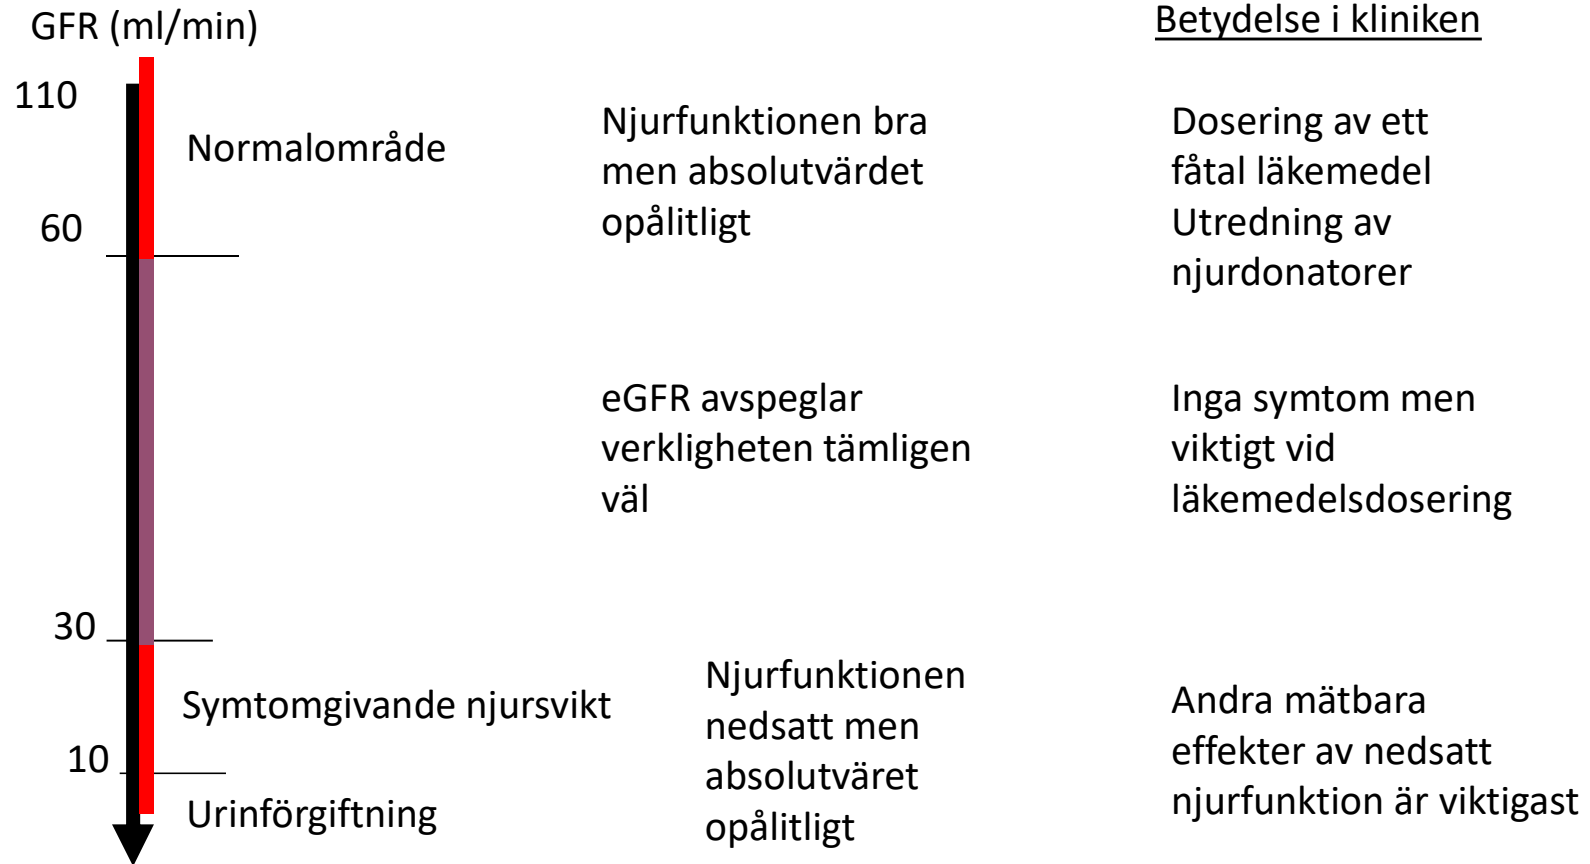 GFR (ml/min)
Betydelse i kliniken
110
Normalområde
Njurfunktionen bra
men absolutvärdet
opålitligt
Dosering av ett
fåtal läkemedel
Utredning av
njurdonatorer
60
eGFR avspeglar
verkligheten tämligen
väl
Inga symtom men
viktigt vid
läkemedelsdosering
30
Symtomgivande njursvikt
Njurfunktionen
nedsatt men
absolutväret
opålitligt
Andra mätbara
effekter av nedsatt
njurfunktion är viktigast
10
Urinförgiftning